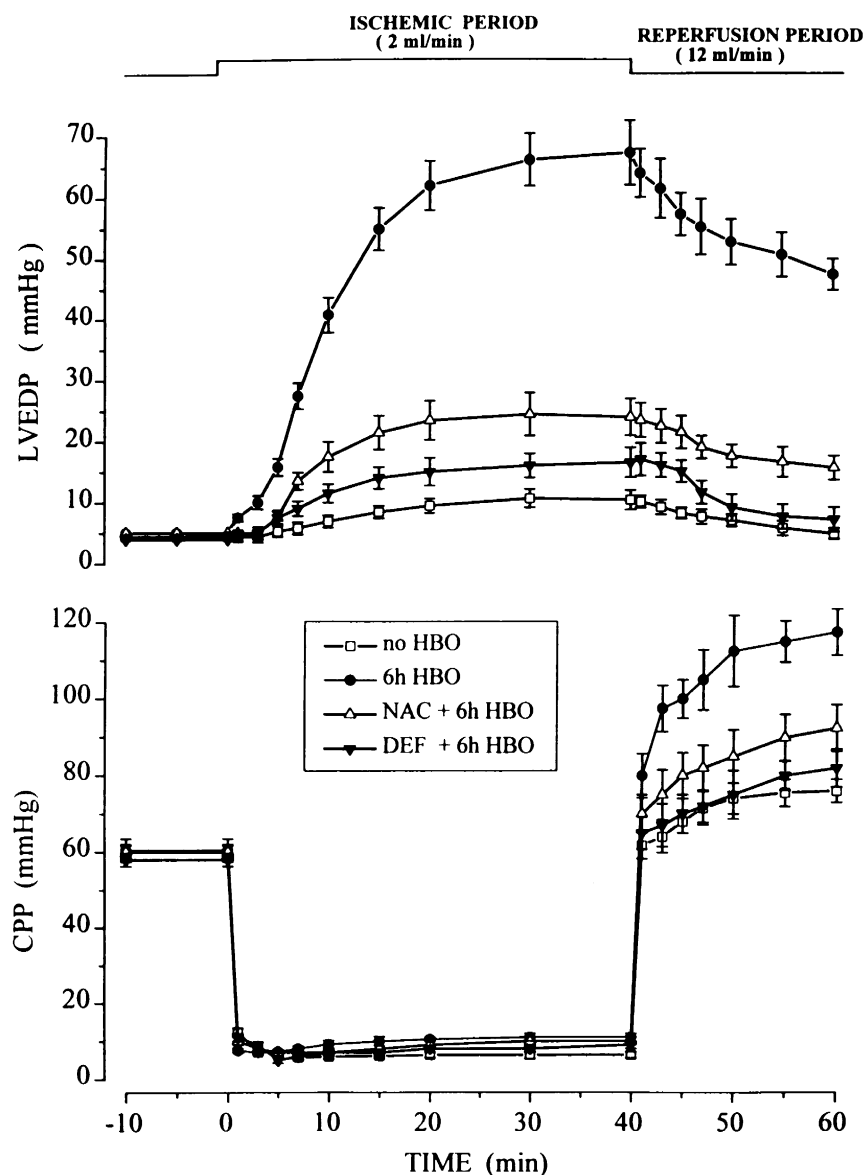 ISCHEMIC PERIOD
( 2 ml/min )
REPERFUSION PERIOD
( 12 ml/min )
70
60
50
40
30
20
10
0
LVEDP ( mmHg )
no HBO
6h HBO
NAC + 6h HBO
DEF + 6h HBO
120
100
80
60
40
20
0
CPP (mmHg)
-10 0 10 20 30 40 50 60
TIME (min)